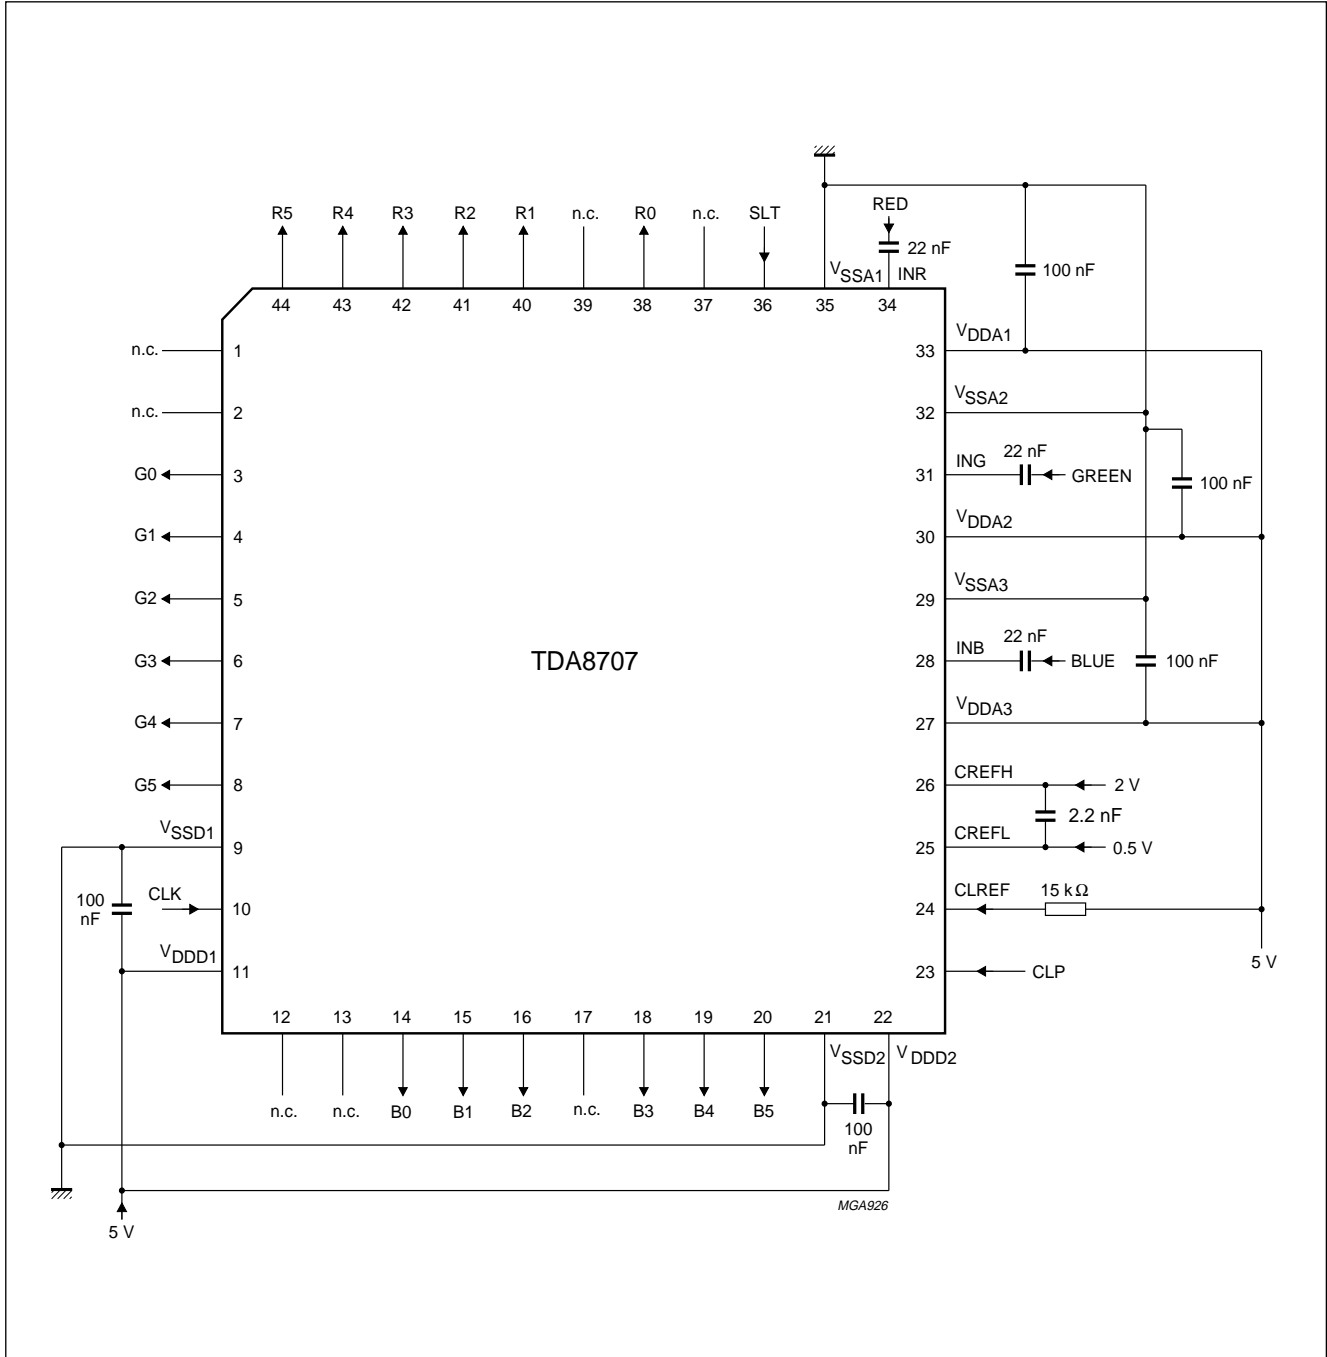 R5 R4 R3 R2 R1 n.c. R0 n.c. SLT RED
22 nF
VSSA1 INR
100 nF
44 43 42 41 40 39 38 37 36 35 34
n.c. 1
33 VDDA1
n.c. 2
32 VSSA2
G0 3
31 ING 22 nF GREEN
100 nF
G1 4
30 VDDA2
G2 5
29 VSSA3
G3 6
TDA8707
28 INB 22 nF BLUE
100 nF
G4 7
27 VDDA3
G5 8
26 CREFH 2 V
2.2 nF
VSSD1 9
25 CREFL 0.5 V
100
nF
CLK 10
24 CLREF 15 kΩ
VDDD1 11
23 CLP
5 V
12 13 14 15 16 17 18 19 20 21 22
VSSD2 VDDD2
n.c. n.c. B0 B1 B2 n.c. B3 B4 B5
100
nF
MGA926
5 V